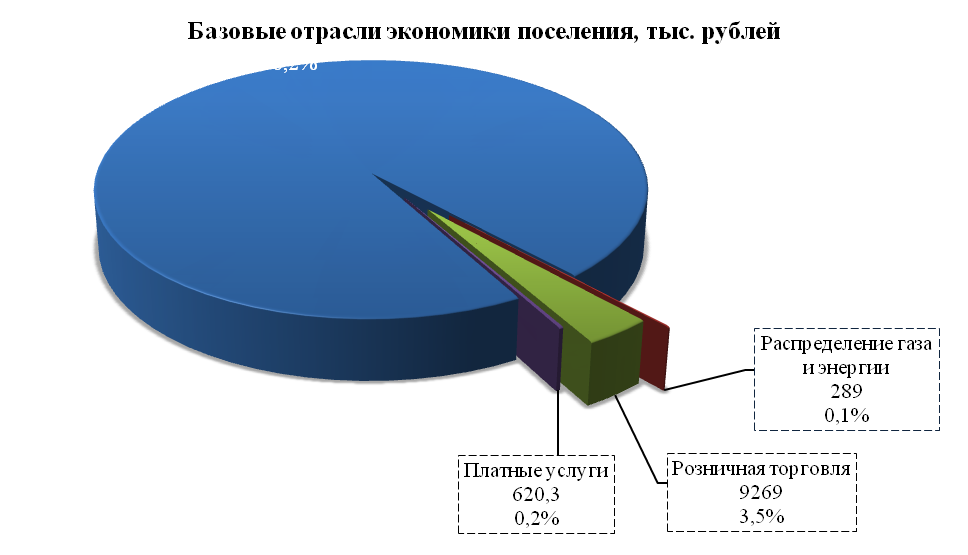 Базовые отрасли экономики поселения, тыс. рублей
Распределение газа
и энергии
289
0,1%
Платные услуги
620,3
0,2%
Розничная торговля
9269
3,5%